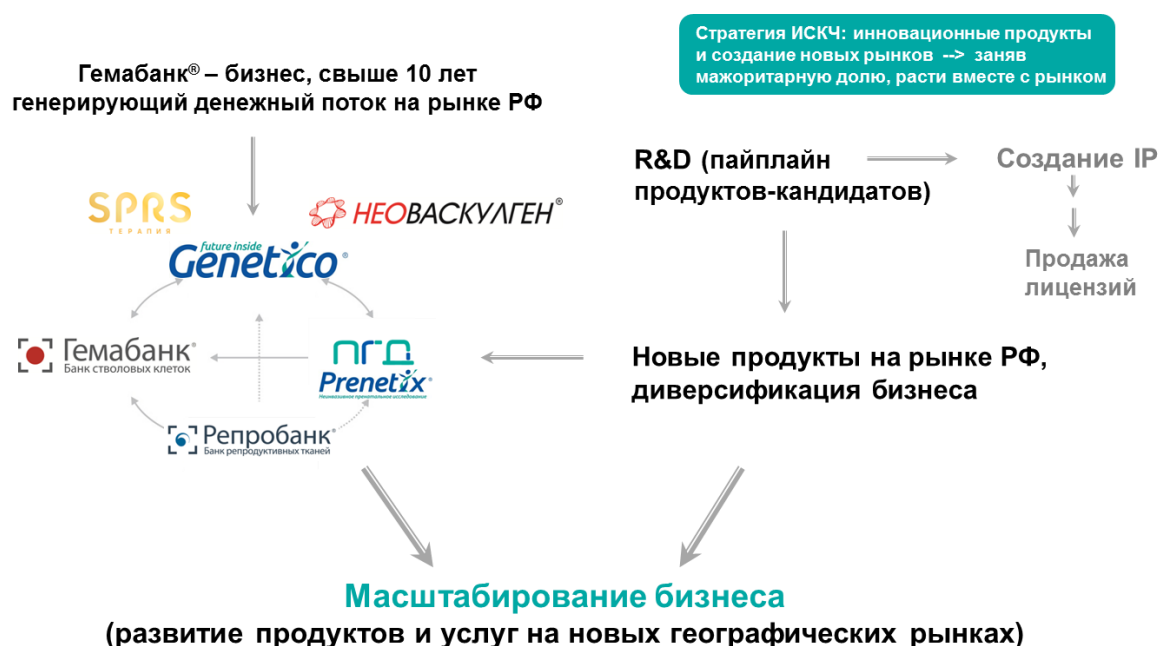 Стратегия ИСКЧ: инновационные продукты
и создание новых рынков --> заняв
мажоритарную долю, расти вместе с рынком
Гемабанк® – бизнес, свыше 10 лет
генерирующий денежный поток на рынке РФ
R&D (пайплайн
продуктов-кандидатов)
Создание IP
Продажа
лицензий
SPRS
ТЕРАПИЯ
НЕОВАСКУЛГЕН®
future inside
Genetico®
Гемабанк®
Банк стволовых клеток
ПГД
Prenetix®
Неинвазивное пренатальное исследование
Репробанк®
Банк репродуктивных тканей
Новые продукты на рынке РФ,
диверсификация бизнеса
Масштабирование бизнеса
(развитие продуктов и услуг на новых географических рынках)